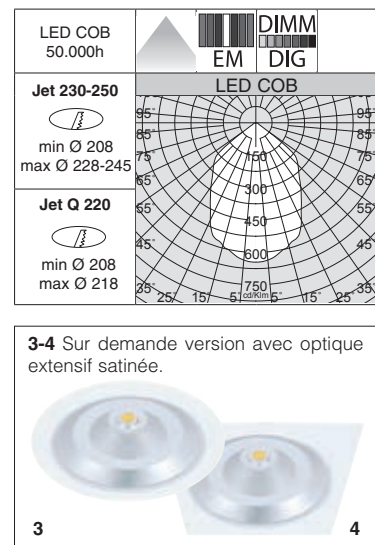 LED COB
50.000h
EM
DIMM
DIG
Jet 230-250
min Ø 208
max Ø 228-245
Jet Q 220
min Ø 208
max Ø 218
LED COB
95° 95°
85° 85°
75° 150 75°
65° 300 65°
55° 450 55°
45° 600 45°
35° 750 35°
25° 15° 5° cd/Klm 5° 15° 25°
3-4 Sur demande version avec optique
extensif satinée.
3
4